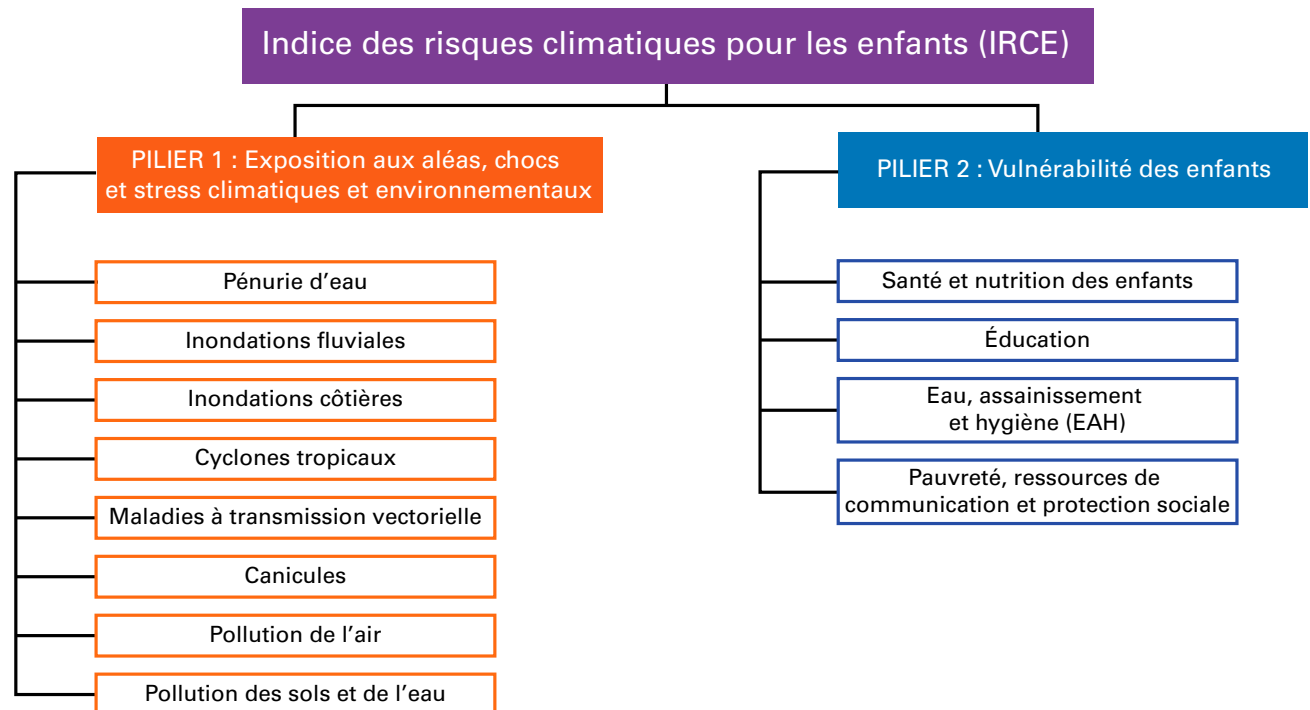 Indice des risques climatiques pour les enfants (IRCE)
PILIER 1 : Exposition aux aléas, chocs
et stress climatiques et environnementaux
Pénurie d’eau
Inondations fluviales
Inondations côtières
Cyclones tropicaux
Maladies à transmission vectorielle
Canicules
Pollution de l’air
Pollution des sols et de l’eau
PILIER 2 : Vulnérabilité des enfants
Santé et nutrition des enfants
Éducation
Eau, assainissement
et hygiène (EAH)
Pauvreté, ressources de
communication et protection sociale